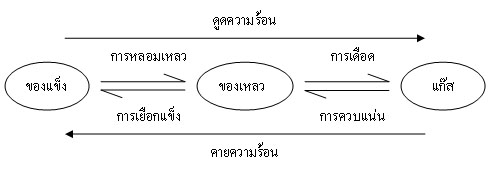 ดูดความร้อน
การหลอมเหลว การเดือด
ของแข็ง ของเหลว แก๊ส
การเยือกแข็ง การควบแน่น
คายความร้อน